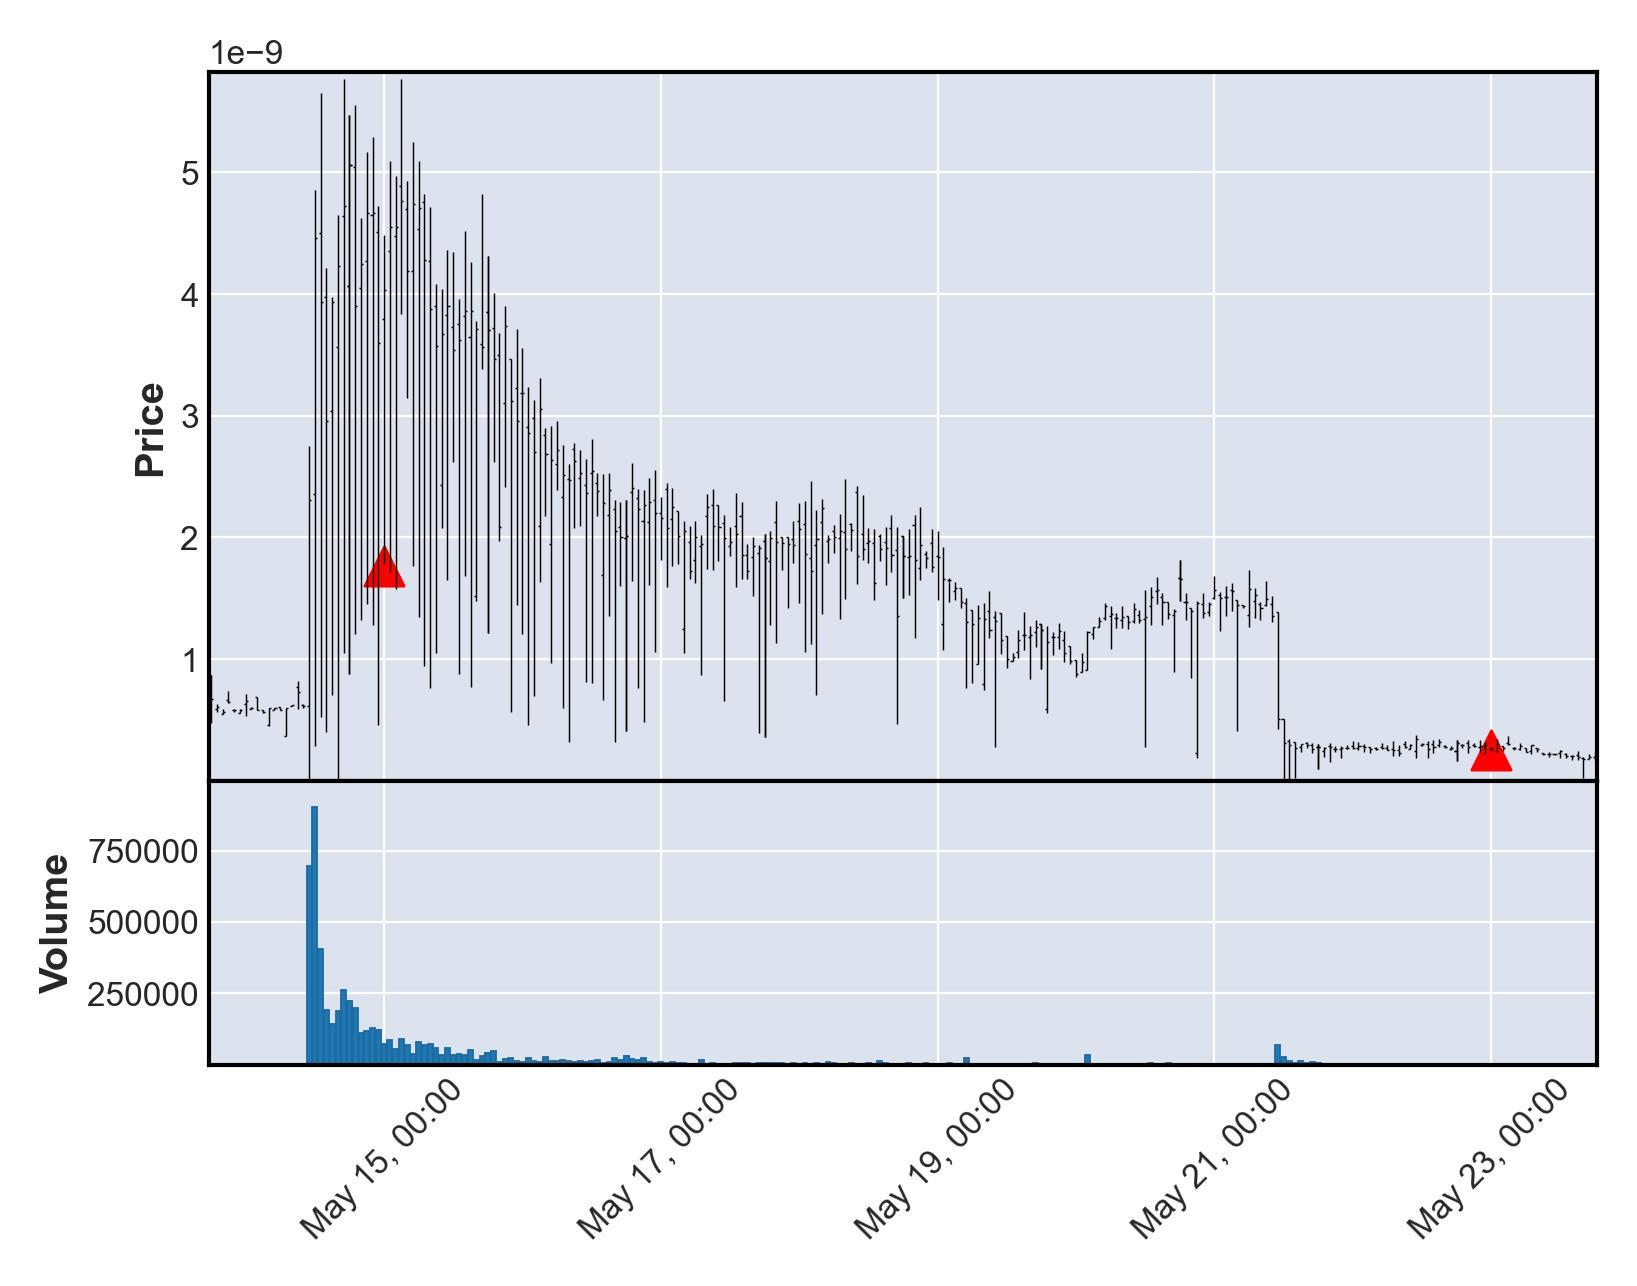 1e−9
5
4
3
2
1
Price
750000
500000
250000
Volume
May 15, 00:00
May 17, 00:00
May 19, 00:00
May 21, 00:00
May 23, 00:00